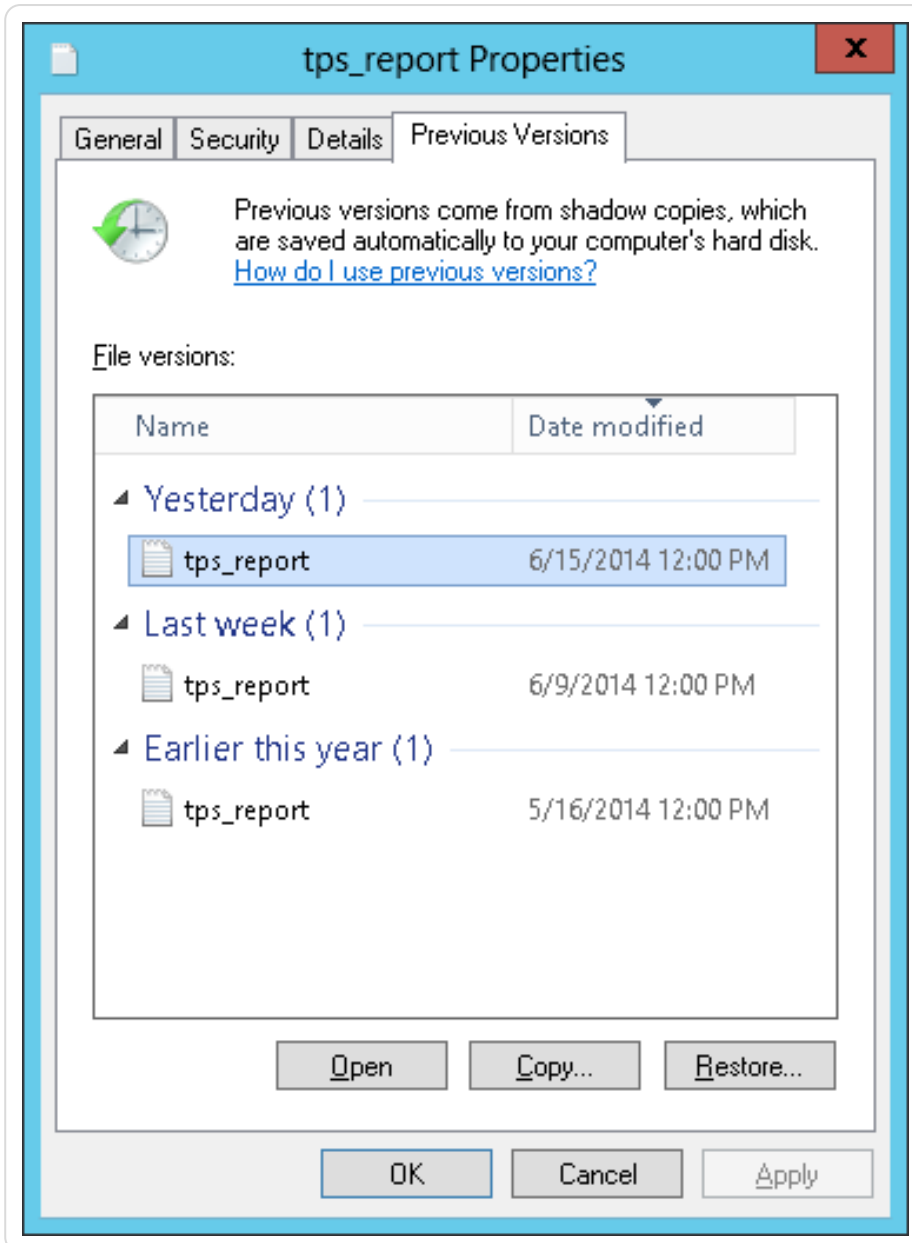 tps_report Properties
General Security Details Previous Versions
Previous versions come from shadow copies, which
are saved automatically to your computer's hard disk.
How do I use previous versions?
File versions:
Name Date modified
Yesterday (1)
tps_report 6/15/2014 12:00 PM
Last week (1)
tps_report 6/9/2014 12:00 PM
Earlier this year (1)
tps_report 5/16/2014 12:00 PM
Open Copy... Restore...
OK Cancel Apply